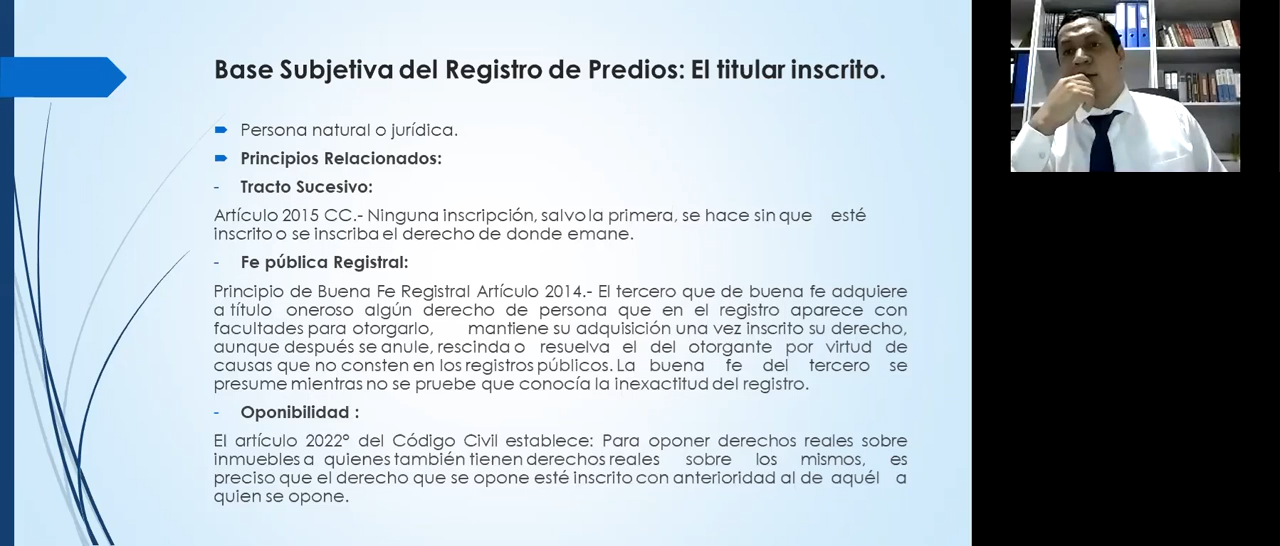 Base Subjetiva del Registro de Predios: El titular inscrito.
Persona natural o jurídica.
Principios Relacionados:
- Tracto Sucesivo:
Artículo 2015 CC.- Ninguna inscripción, salvo la primera, se hace sin que esté
inscrito o se inscriba el derecho de donde emane.
- Fe pública Registral:
Principio de Buena Fe Registral Artículo 2014.- El tercero que de buena fe adquiere
a título oneroso algún derecho de persona que en el registro aparece con
facultades para otorgarlo, mantiene su adquisición una vez inscrito su derecho,
aunque después se anule, rescinda o resuelva el del otorgante por virtud de
causas que no consten en los registros públicos. La buena fe del tercero se
presume mientras no se pruebe que conocía la inexactitud del registro.
- Oponibilidad :
El artículo 2022° del Código Civil establece: Para oponer derechos reales sobre
inmuebles a quienes también tienen derechos reales sobre los mismos, es
preciso que el derecho que se opone esté inscrito con anterioridad al de aquél a
quien se opone.